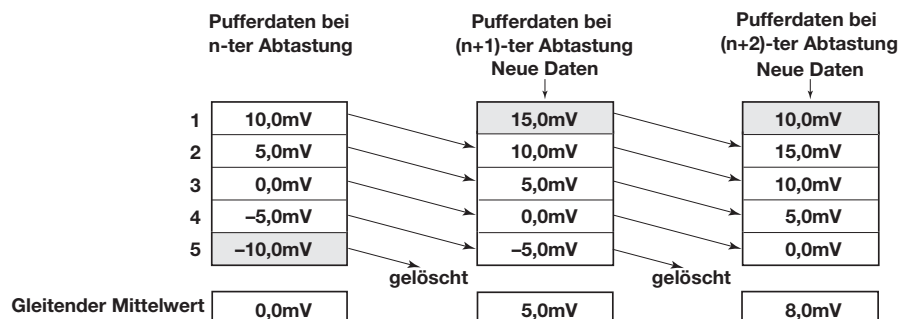 Pufferdaten bei
n-ter Abtastung
Pufferdaten bei
(n+1)-ter Abtastung
Neue Daten
Pufferdaten bei
(n+2)-ter Abtastung
Neue Daten
1 10,0mV 15,0mV 10,0mV
2 5,0mV 10,0mV 15,0mV
3 0,0mV 5,0mV 10,0mV
4 –5,0mV 0,0mV 5,0mV
5 –10,0mV –5,0mV 0,0mV
gelöscht gelöscht
Gleitender Mittelwert 0,0mV 5,0mV 8,0mV